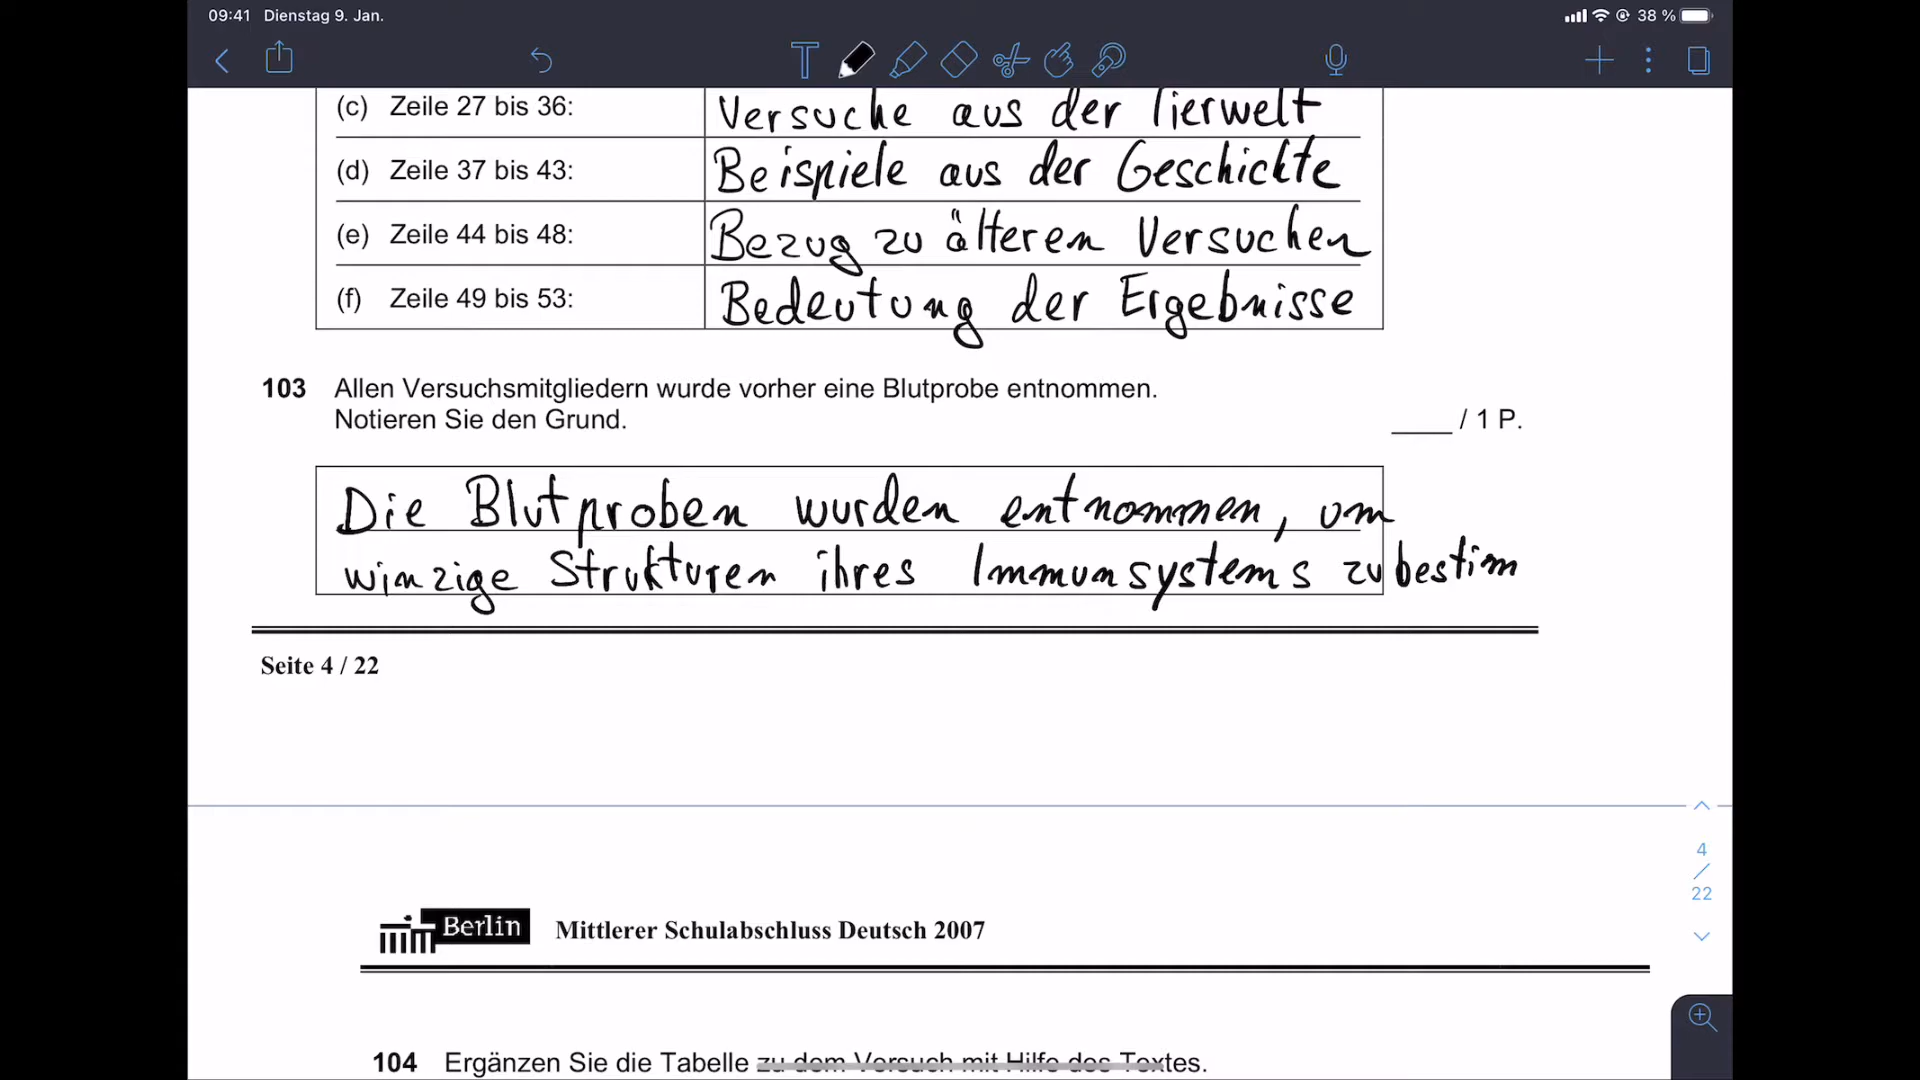 09:41 Dienstag 9. Jan. 38 %
(c) Zeile 27 bis 36: Versuche aus der Tierwelt
(d) Zeile 37 bis 43: Beispiele aus der Geschichte
(e) Zeile 44 bis 48: Bezug zu älteren Versuchen
(f) Zeile 49 bis 53: Bedeutung der Ergebnisse
103 Allen Versuchsmitgliedern wurde vorher eine Blutprobe entnommen.
Notieren Sie den Grund. ____ / 1 P.
Die Blutproben wurden entnommen, um
winzige Strukturen ihres Immunsystems zu bestim
Seite 4 / 22
4
/
22
Berlin Mittlerer Schulabschluss Deutsch 2007
104 Ergänzen Sie die Tabelle zu dem Versuch mit Hilfe des Textes.